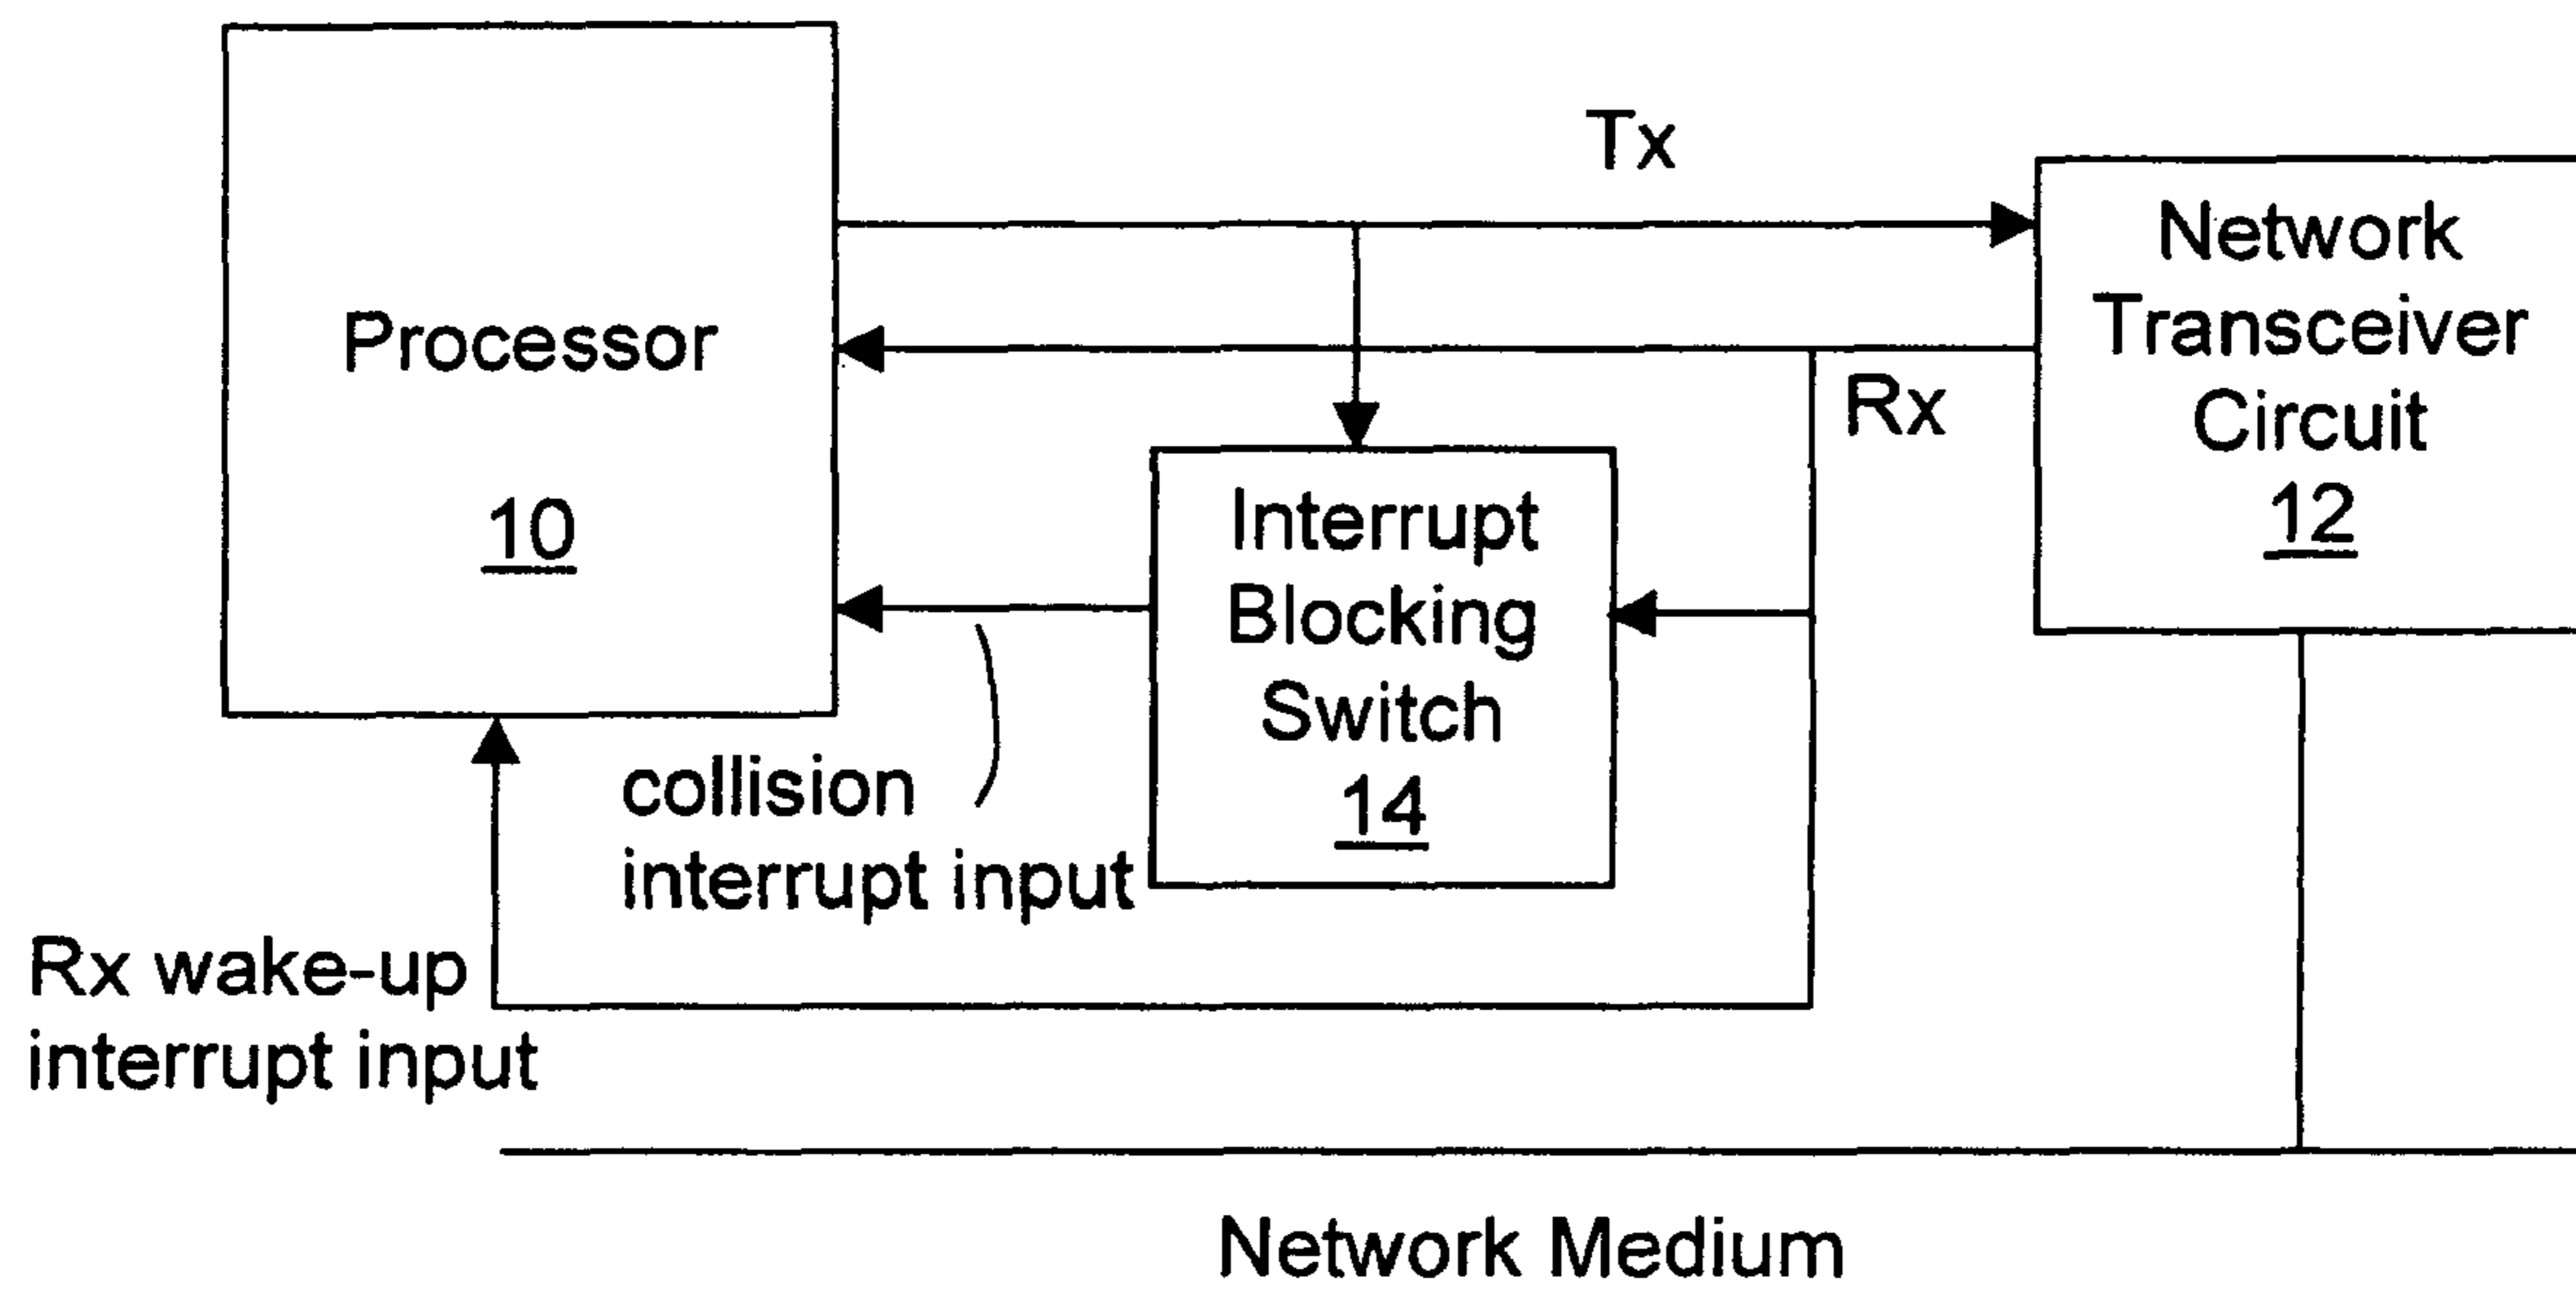 Tx
Network
Transceiver
Circuit
12
Processor
10
Rx
Interrupt
Blocking
Switch
14
collision
interrupt input
Rx wake-up
interrupt input
Network Medium